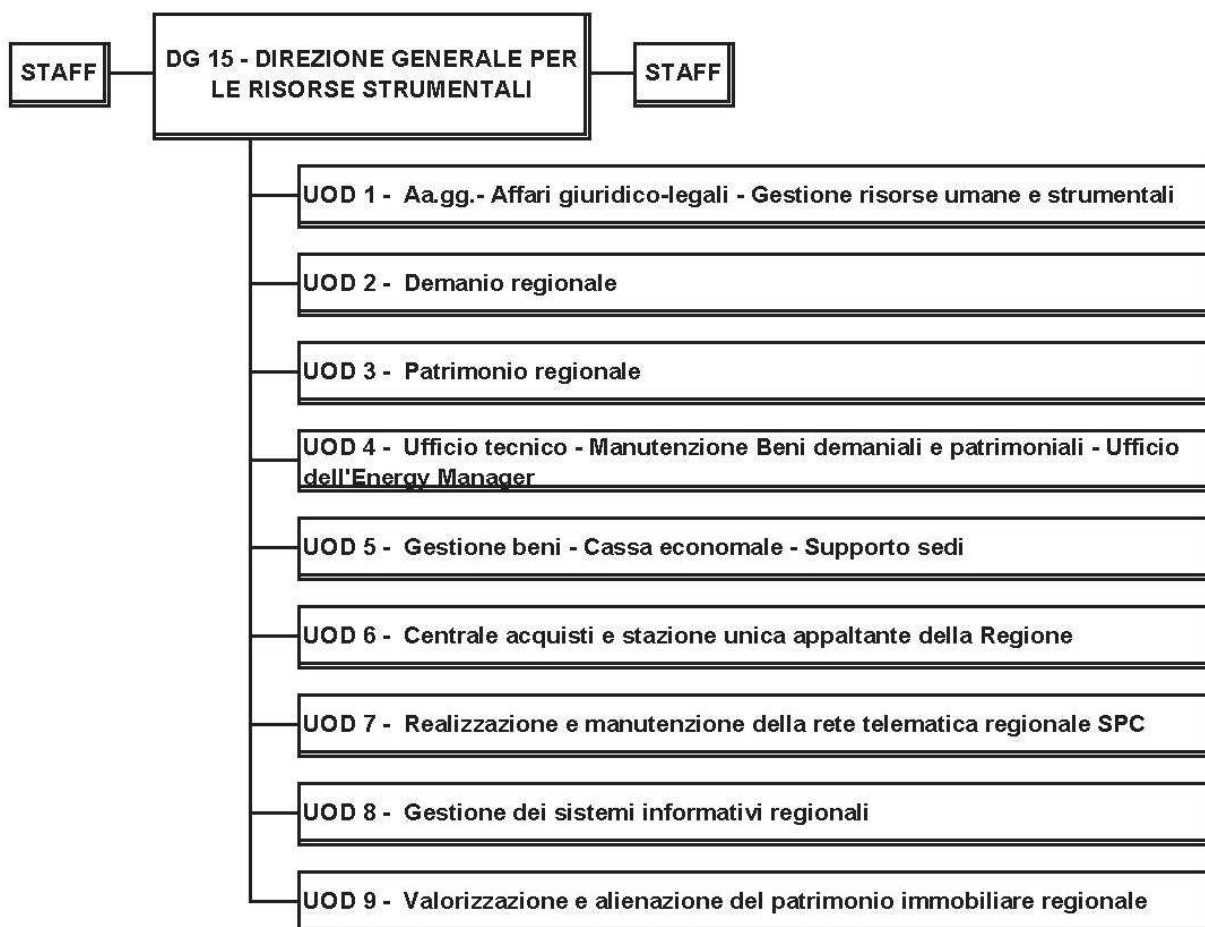 STAFF
DG 15 - DIREZIONE GENERALE PER
LE RISORSE STRUMENTALI
STAFF
UOD 1 - Aa.gg.- Affari giuridico-legali - Gestione risorse umane e strumentali
UOD 2 - Demanio regionale
UOD 3 - Patrimonio regionale
UOD 4 - Ufficio tecnico - Manutenzione Beni demaniali e patrimoniali - Ufficio
dell'Energy Manager
UOD 5 - Gestione beni - Cassa economale - Supporto sedi
UOD 6 - Centrale acquisti e stazione unica appaltante della Regione
UOD 7 - Realizzazione e manutenzione della rete telematica regionale SPC
UOD 8 - Gestione dei sistemi informativi regionali
UOD 9 - Valorizzazione e alienazione del patrimonio immobiliare regionale